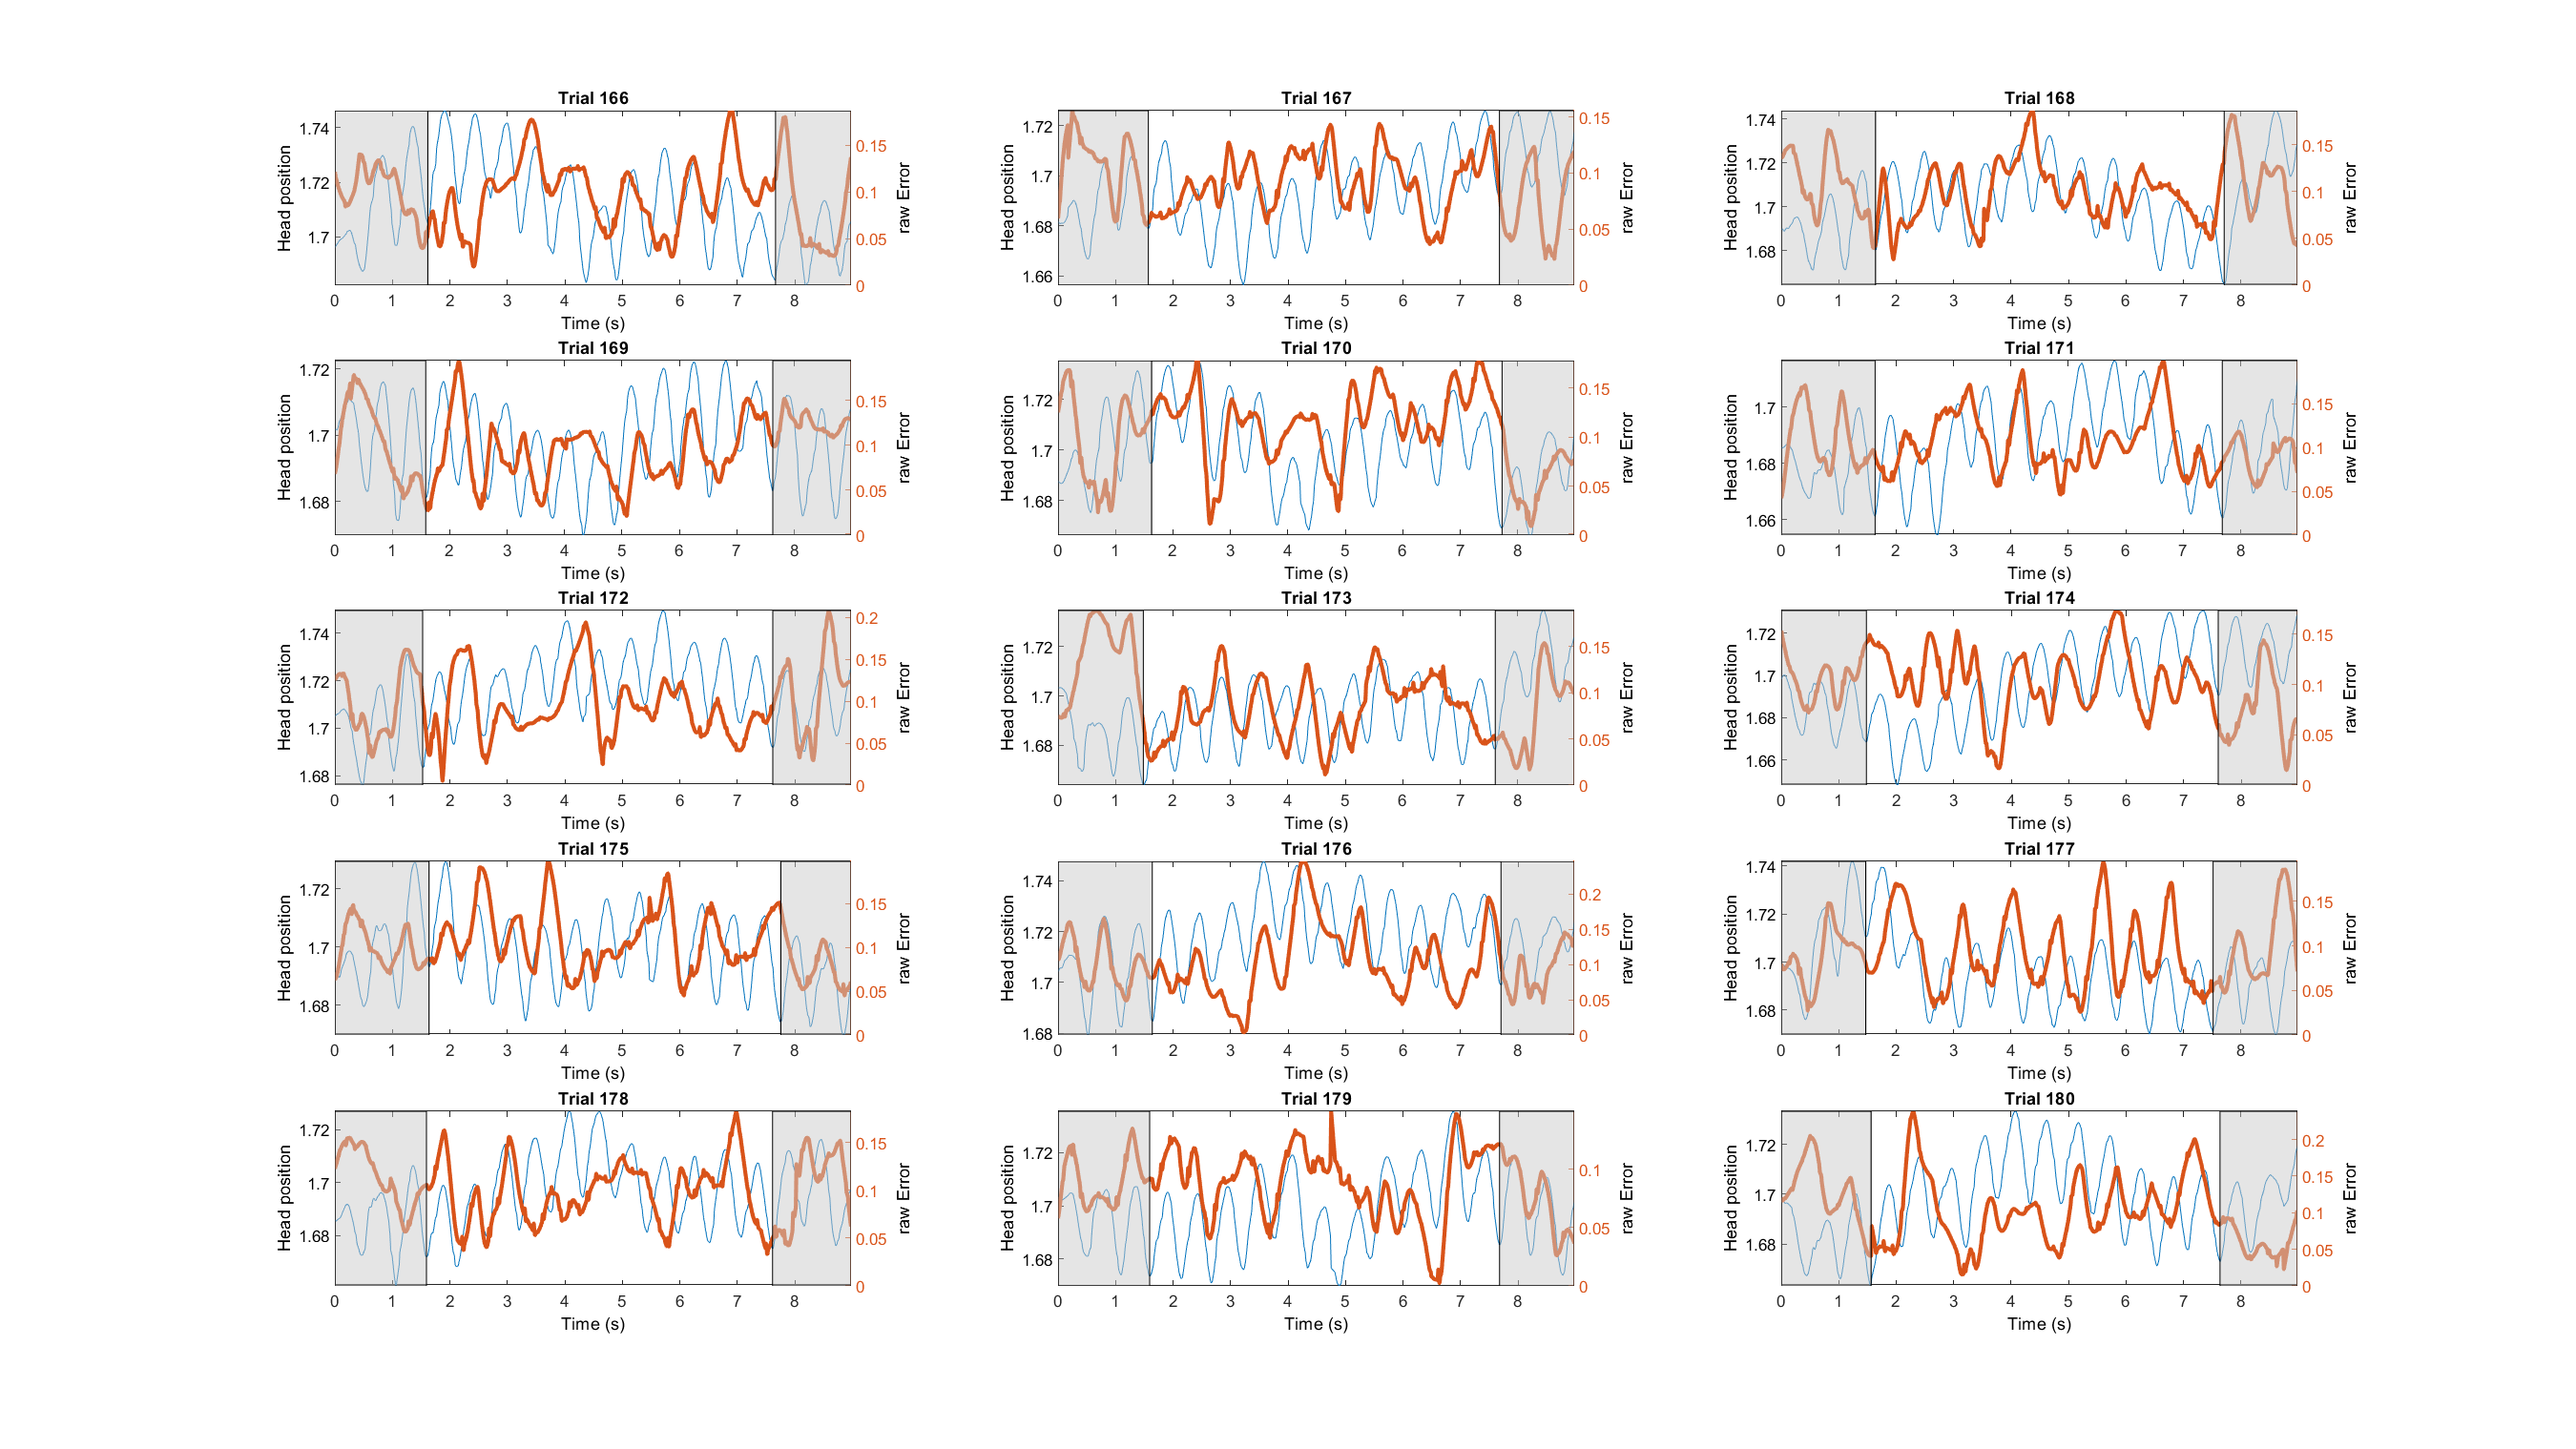 Trial 166
Head position
1.74
1.72
1.7
0.15
0.1
0.05
0
raw Error
0 1 2 3 4 5 6 7 8
Time (s)
Trial 167
Head position
1.72
1.7
1.68
1.66
0.15
0.1
0.05
0
raw Error
0 1 2 3 4 5 6 7 8
Time (s)
Trial 168
Head position
1.74
1.72
1.7
1.68
0.15
0.1
0.05
0
raw Error
0 1 2 3 4 5 6 7 8
Time (s)
Trial 169
Head position
1.72
1.7
1.68
0.15
0.1
0.05
0
raw Error
0 1 2 3 4 5 6 7 8
Time (s)
Trial 170
Head position
1.72
1.7
1.68
0.15
0.1
0.05
0
raw Error
0 1 2 3 4 5 6 7 8
Time (s)
Trial 171
Head position
1.7
1.68
1.66
0.15
0.1
0.05
0
raw Error
0 1 2 3 4 5 6 7 8
Time (s)
Trial 172
Head position
1.74
1.72
1.7
1.68
0.2
0.15
0.1
0.05
0
raw Error
0 1 2 3 4 5 6 7 8
Time (s)
Trial 173
Head position
1.72
1.7
1.68
0.15
0.1
0.05
0
raw Error
0 1 2 3 4 5 6 7 8
Time (s)
Trial 174
Head position
1.72
1.7
1.68
1.66
0.15
0.1
0.05
0
raw Error
0 1 2 3 4 5 6 7 8
Time (s)
Trial 175
Head position
1.72
1.7
1.68
0.15
0.1
0.05
0
raw Error
0 1 2 3 4 5 6 7 8
Time (s)
Trial 176
Head position
1.74
1.72
1.7
1.68
0.2
0.15
0.1
0.05
0
raw Error
0 1 2 3 4 5 6 7 8
Time (s)
Trial 177
Head position
1.74
1.72
1.7
1.68
0.15
0.1
0.05
0
raw Error
0 1 2 3 4 5 6 7 8
Time (s)
Trial 178
Head position
1.72
1.7
1.68
0.15
0.1
0.05
0
raw Error
0 1 2 3 4 5 6 7 8
Time (s)
Trial 179
Head position
1.72
1.7
1.68
0.1
0.05
0
raw Error
0 1 2 3 4 5 6 7 8
Time (s)
Trial 180
Head position
1.72
1.7
1.68
0.2
0.15
0.1
0.05
0
raw Error
0 1 2 3 4 5 6 7 8
Time (s)